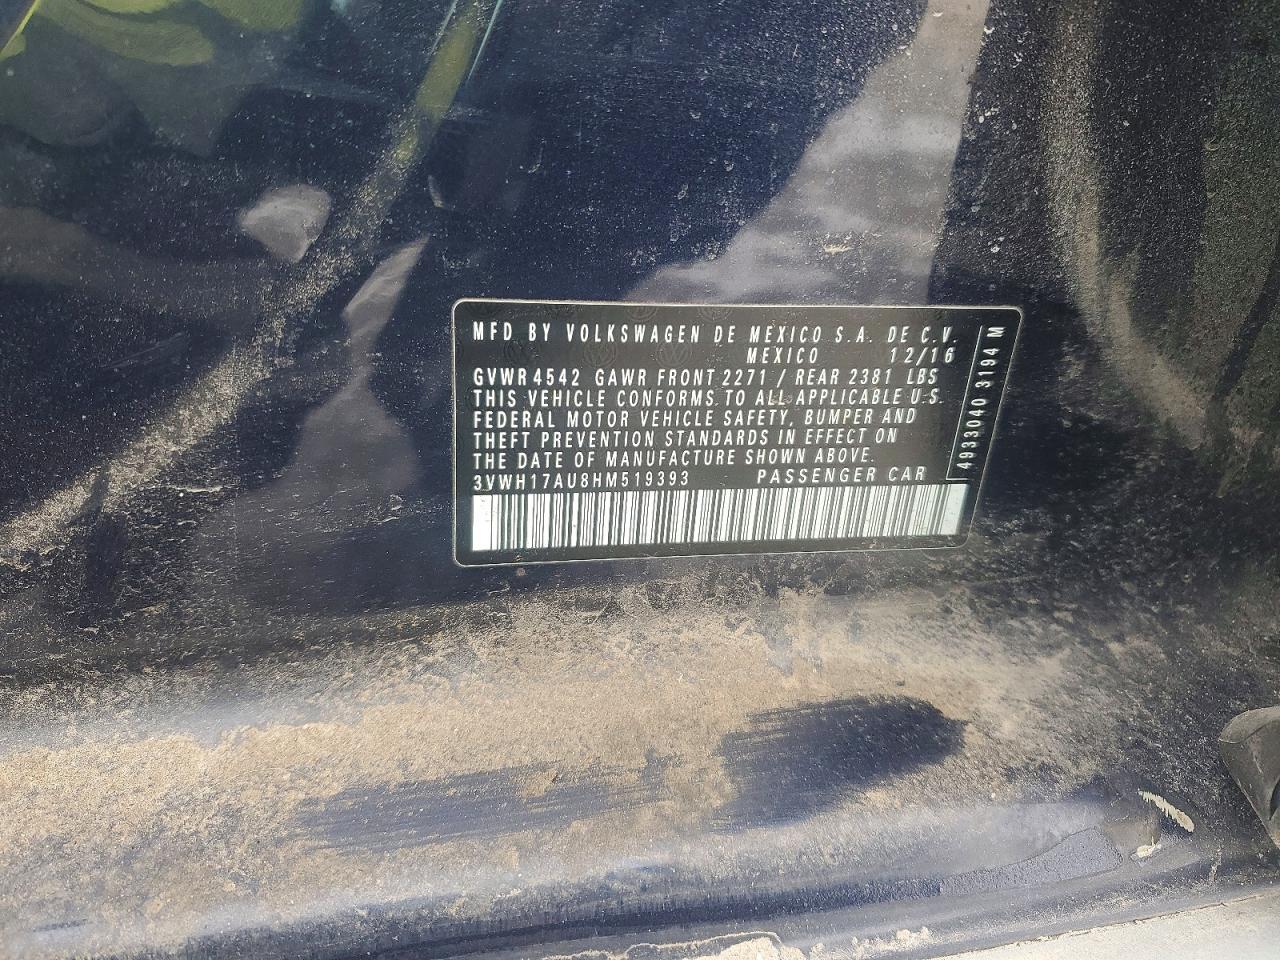 MFD BY VOLKSWAGEN DE MEXICO S.A. DE C.V.
MEXICO 12/16
GVWR 4542 GAWR FRONT 2271 / REAR 2381 LBS
THIS VEHICLE CONFORMS TO ALL APPLICABLE U.S.
FEDERAL MOTOR VEHICLE SAFETY, BUMPER AND
THEFT PREVENTION STANDARDS IN EFFECT ON
THE DATE OF MANUFACTURE SHOWN ABOVE.
3VWH17AU8HM519393 PASSENGER CAR
4933040 3194 M